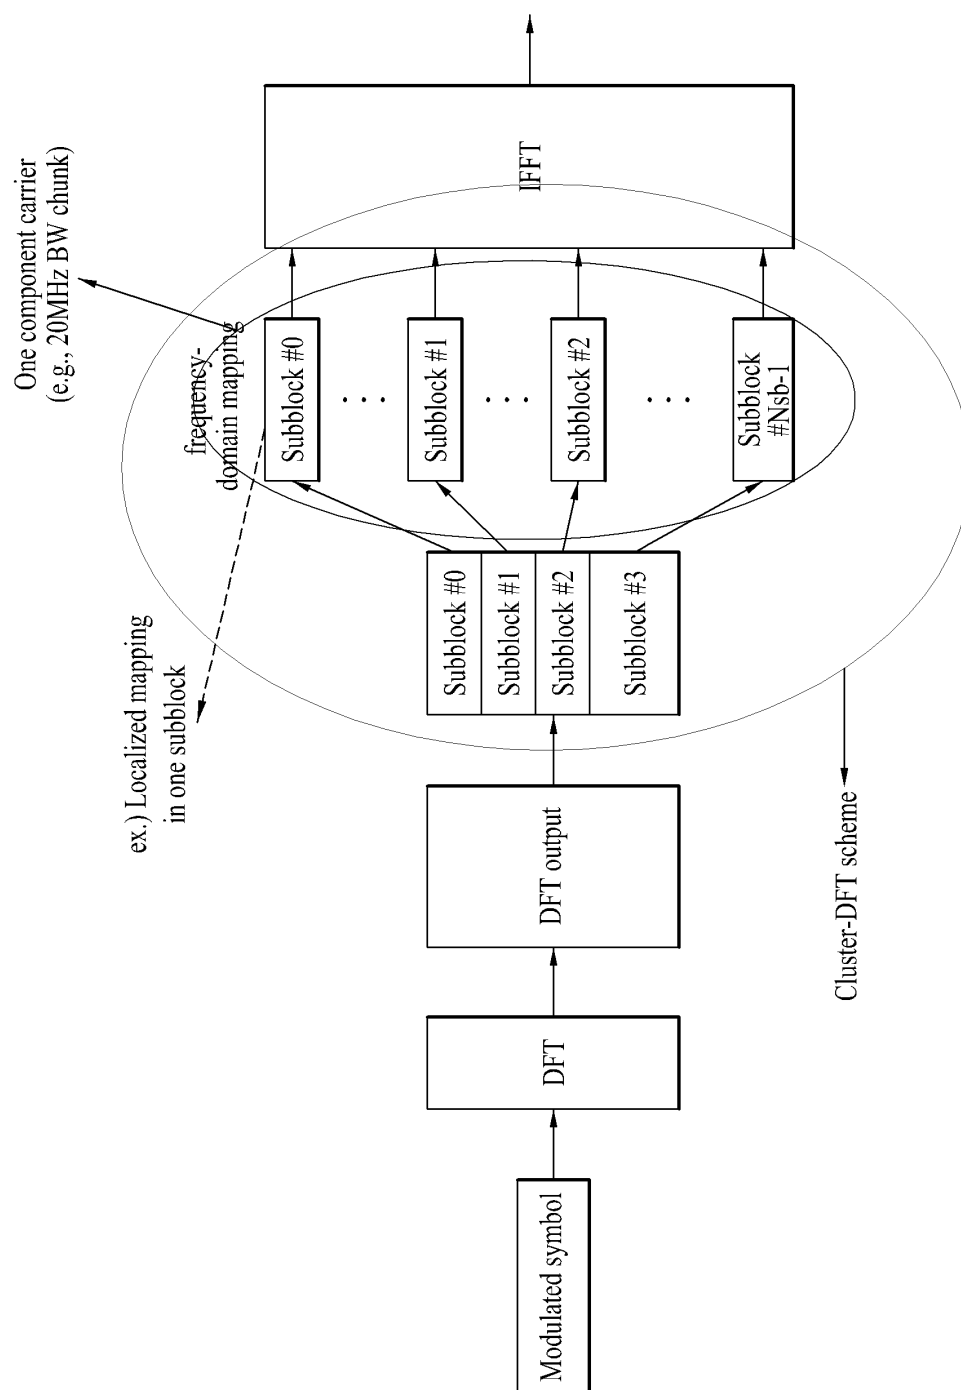 Modulated symbol
DFT
DFT output
Subblock #0
Subblock #1
Subblock #2
Subblock #3
Cluster-DFT scheme
ex.) Localized mapping
in one subblock
frequency-
domain mapping
Subblock #0
. . .
Subblock #1
. . .
Subblock #2
. . .
Subblock
#Nsb-1
One component carrier
(e.g., 20MHz BW chunk)
IFFT